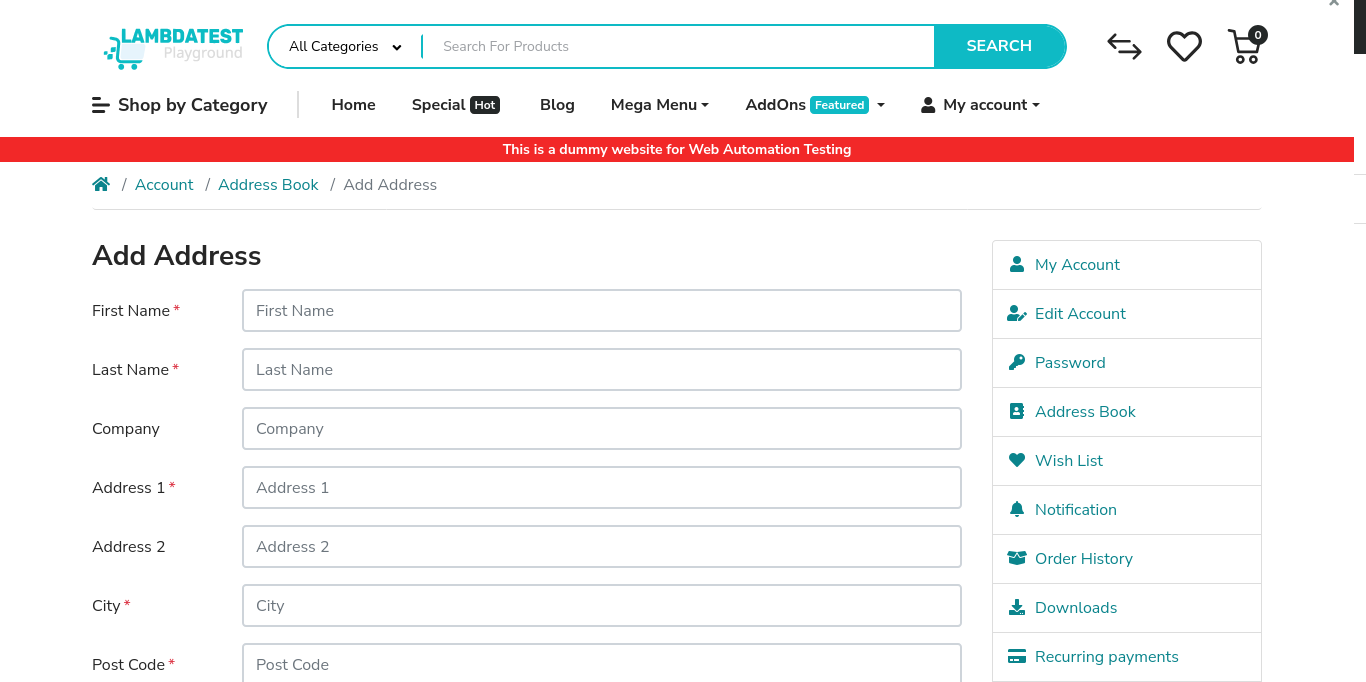 LAMBDATEST
Playground
All Categories
Search For Products
SEARCH
0
Shop by Category
Home
Special Hot
Blog
Mega Menu
AddOns Featured
My account
This is a dummy website for Web Automation Testing
/ Account / Address Book / Add Address
Add Address
First Name *
First Name
Last Name *
Last Name
Company
Company
Address 1 *
Address 1
Address 2
Address 2
City *
City
Post Code *
Post Code
My Account
Edit Account
Password
Address Book
Wish List
Notification
Order History
Downloads
Recurring payments